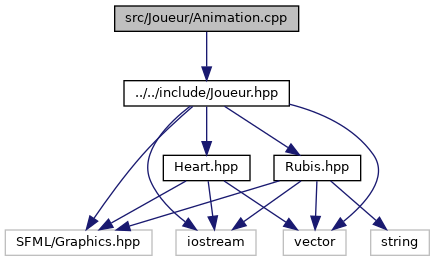 src/Joueur/Animation.cpp
../../include/Joueur.hpp
Heart.hpp
Rubis.hpp
SFML/Graphics.hpp
iostream
vector
string